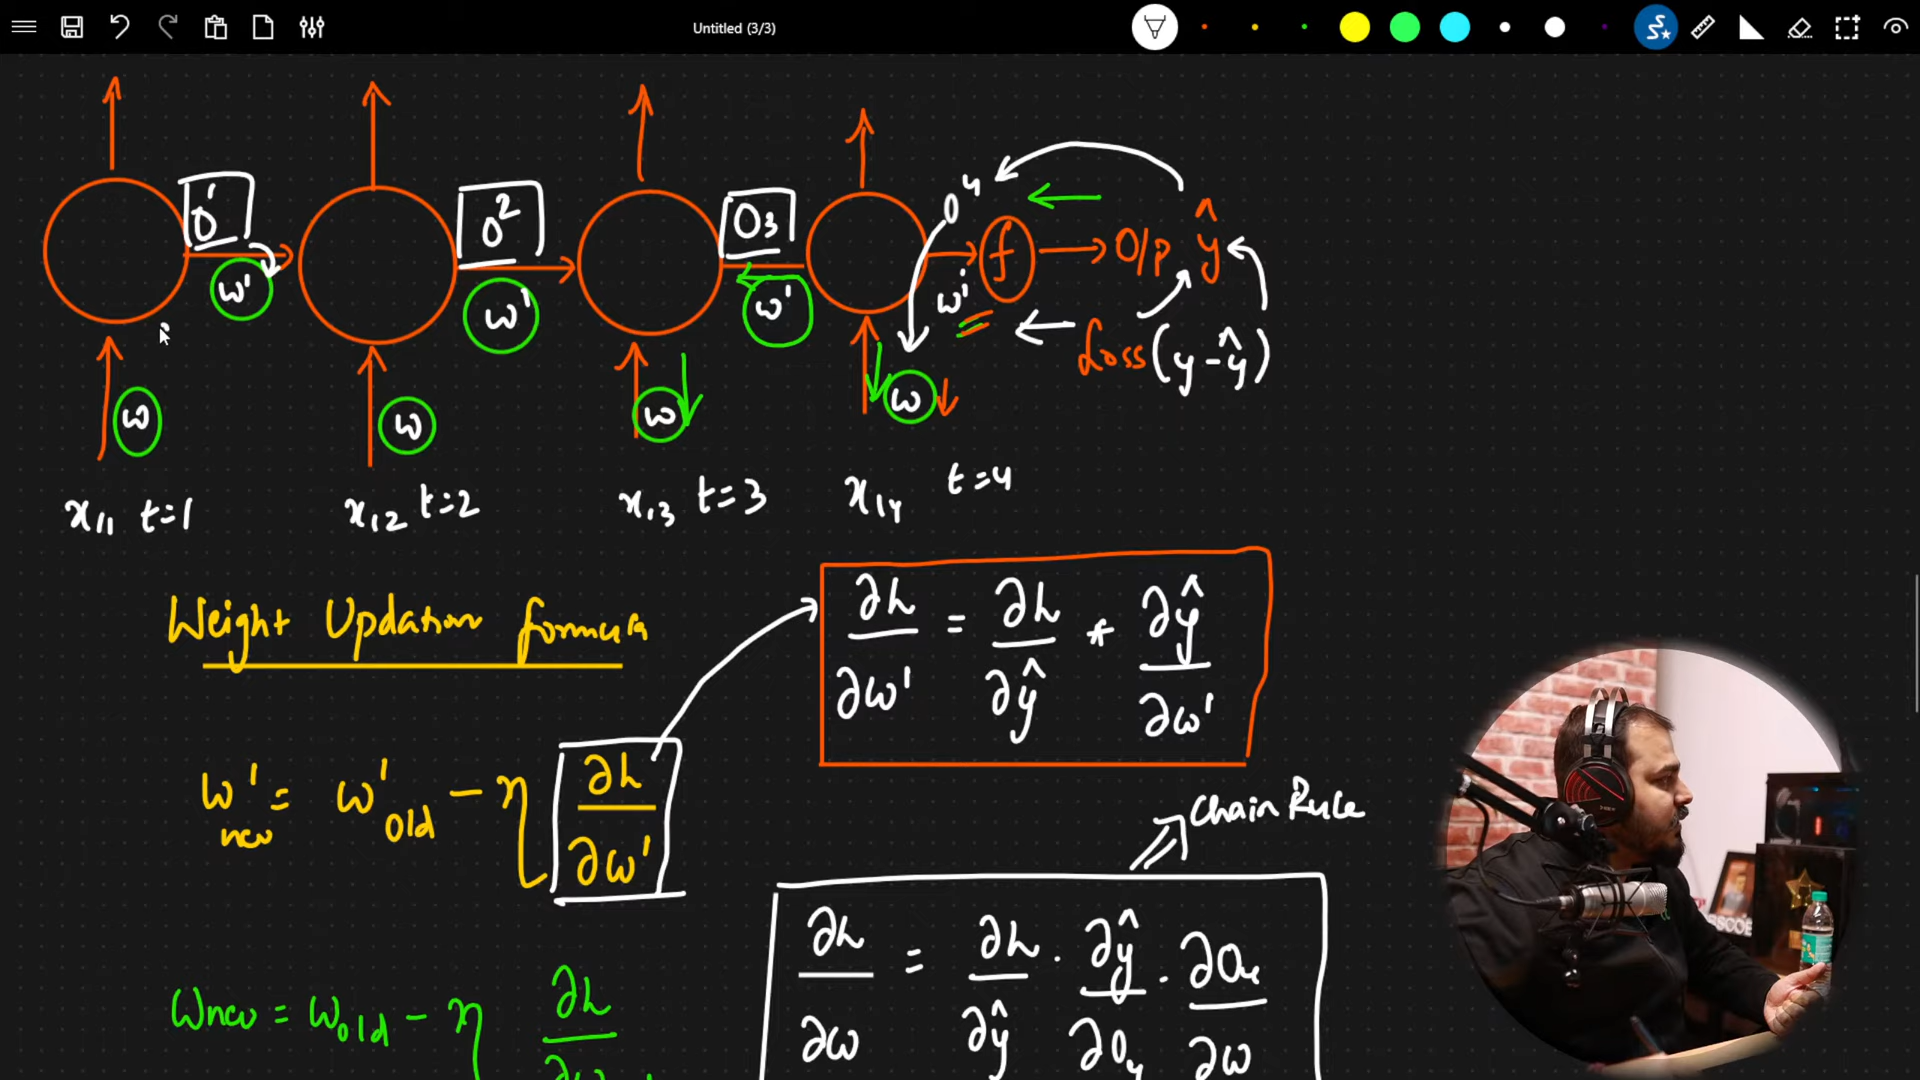 Untitled (3/3)
O¹ O² O3 O⁴
w' w' w' wⁱ f O/p ŷ
w w w w Loss (y - ŷ)
x11 t=1 x12 t=2 x13 t=3 x14 t=4
Weight Updation formula
∂L/∂w' = ∂L/∂ŷ * ∂ŷ/∂w'
w'new = w'old - η ∂L/∂w'
Chain Rule
∂L/∂w = ∂L/∂ŷ . ∂ŷ/∂O4 . ∂O4/∂w
Wnew = Wold - η ∂L/∂w